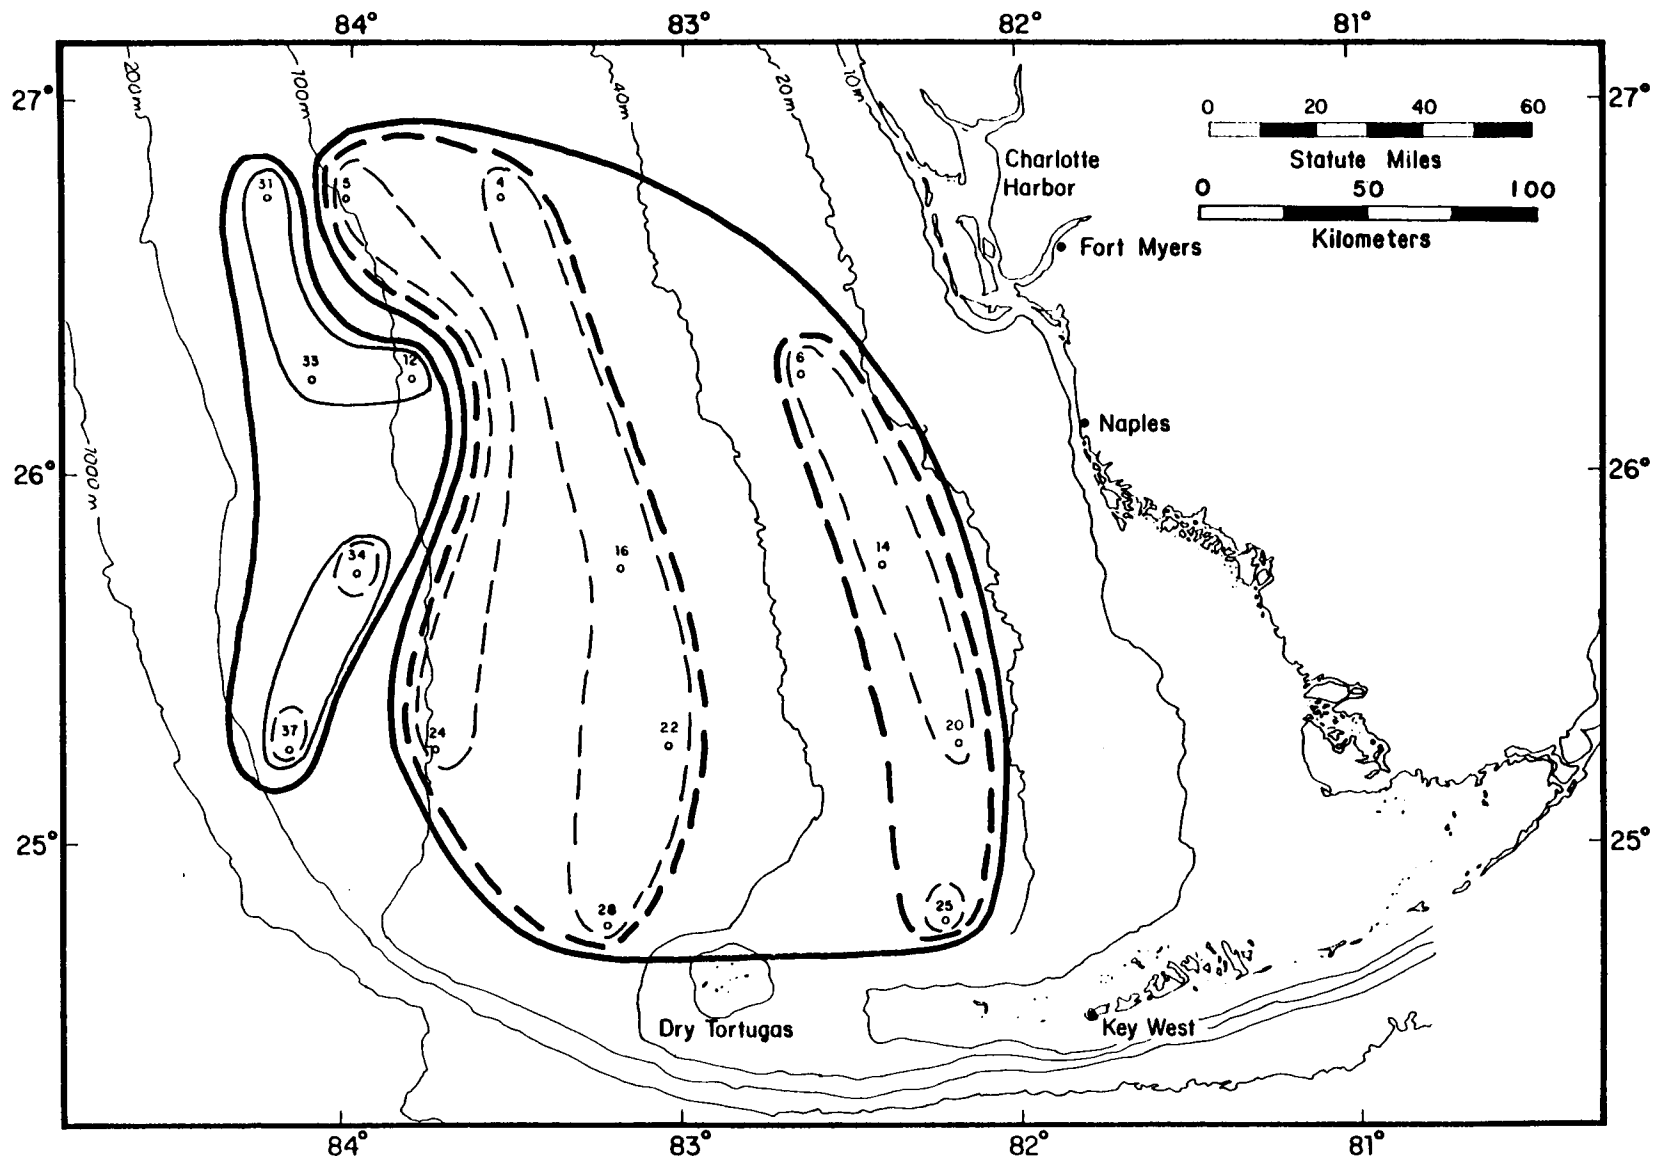 84° 83° 82° 81°
27° 27°
200m 100m 40m 20m 10m
0 20 40 60
Statute Miles
0 50 100
Kilometers
Charlotte
Harbor
Fort Myers
31 5 4
33 12 6
Naples
26° 26°
1000m
34 16 14
37 24 22 20
25° 25°
28 25
Dry Tortugas
Key West
84° 83° 82° 81°